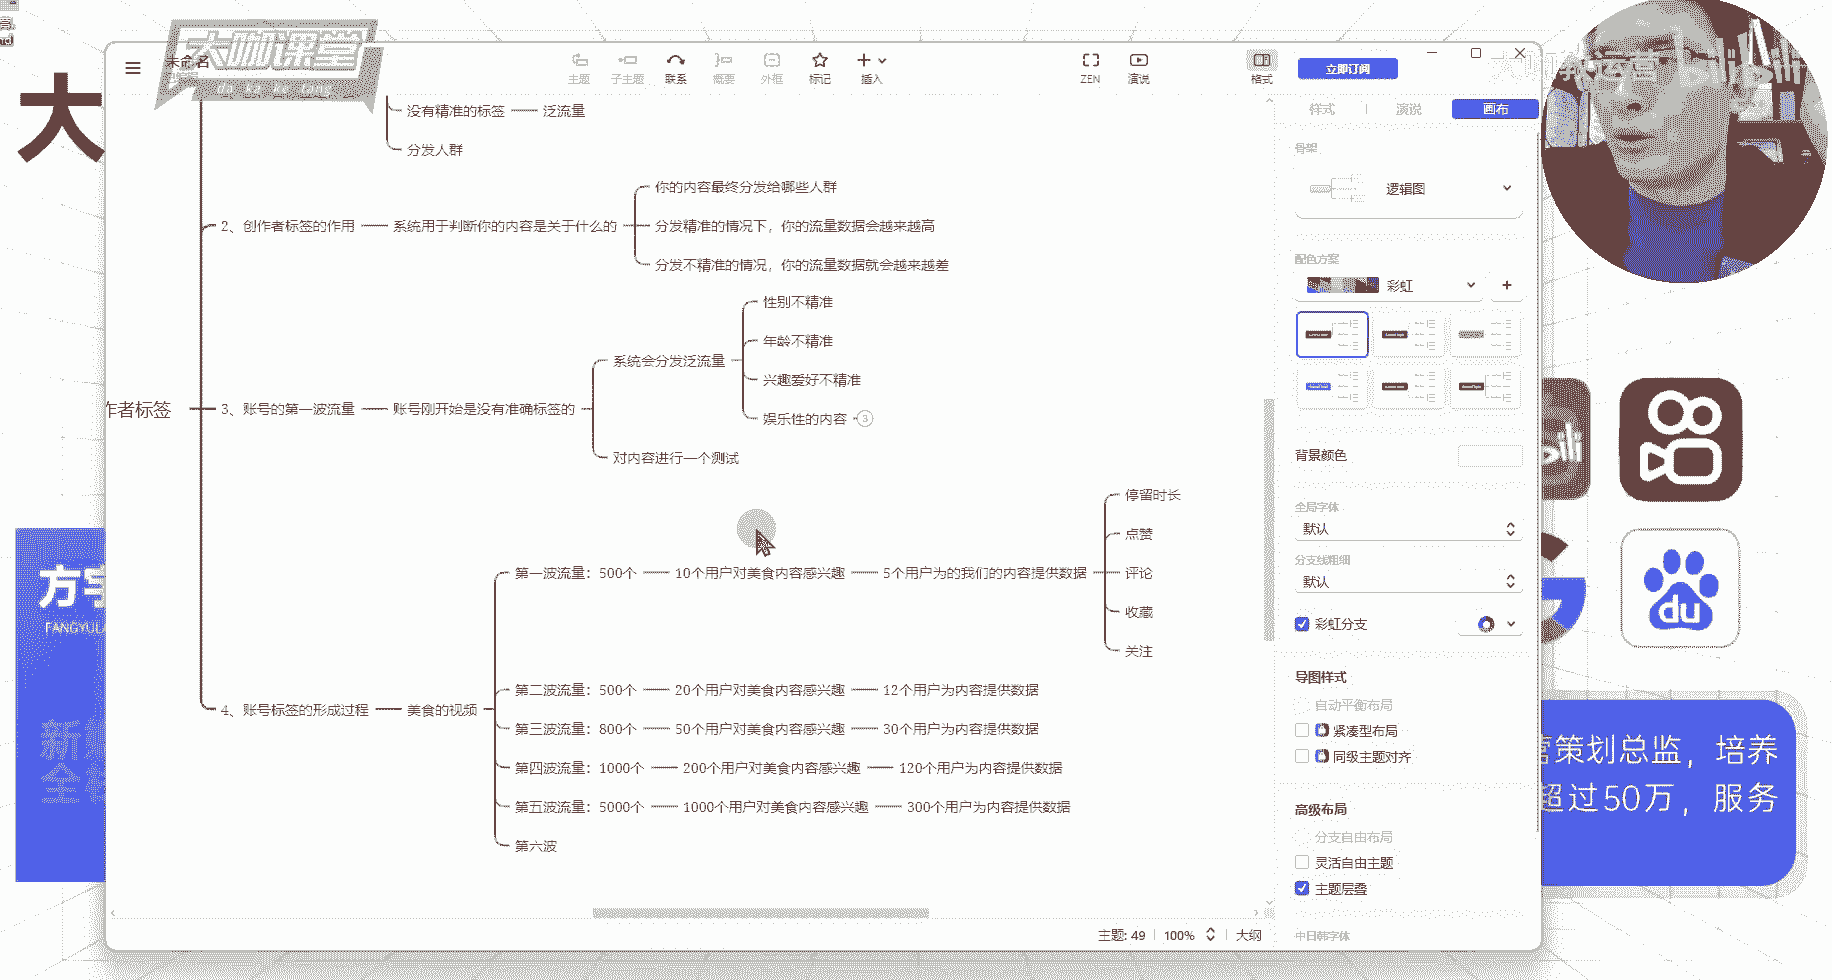 大咖课堂
da ka ke tang
未命名
主题
子主题
联系
概要
外框
标记
插入
ZEN
演说
格式
立即订阅
bilibili
大
没有精准的标签
泛流量
分发人群
2、创作者标签的作用
系统用于判断你的内容是关于什么的
你的内容最终分发给哪些人群
分发精准的情况下，你的流量数据会越来越高
分发不精准的情况，你的流量数据就会越来越差
作者标签
3、账号的第一波流量
账号刚开始是没有准确标签的
系统会分发泛流量
性别不精准
年龄不精准
兴趣爱好不精准
娱乐性的内容
3
对内容进行一个测试
4、账号标签的形成过程
美食的视频
第一波流量：500个
10个用户对美食内容感兴趣
5个用户为的我们的内容提供数据
停留时长
点赞
评论
收藏
关注
第二波流量：500个
20个用户对美食内容感兴趣
12个用户为内容提供数据
第三波流量：800个
50个用户对美食内容感兴趣
30个用户为内容提供数据
第四波流量：1000个
200个用户对美食内容感兴趣
120个用户为内容提供数据
第五波流量：5000个
1000个用户对美食内容感兴趣
300个用户为内容提供数据
第六波
主题: 49
100%
大纲
样式
演说
画布
骨架
逻辑图
配色方案
彩虹
背景颜色
全局字体
默认
分支线粗细
默认
彩虹分支
导图样式
自动平衡布局
紧凑型布局
同级主题对齐
高级布局
分支自由布局
灵活自由主题
主题层叠
中日韩字体
FANGYU
du
营策划总监，培养
超过50万，服务